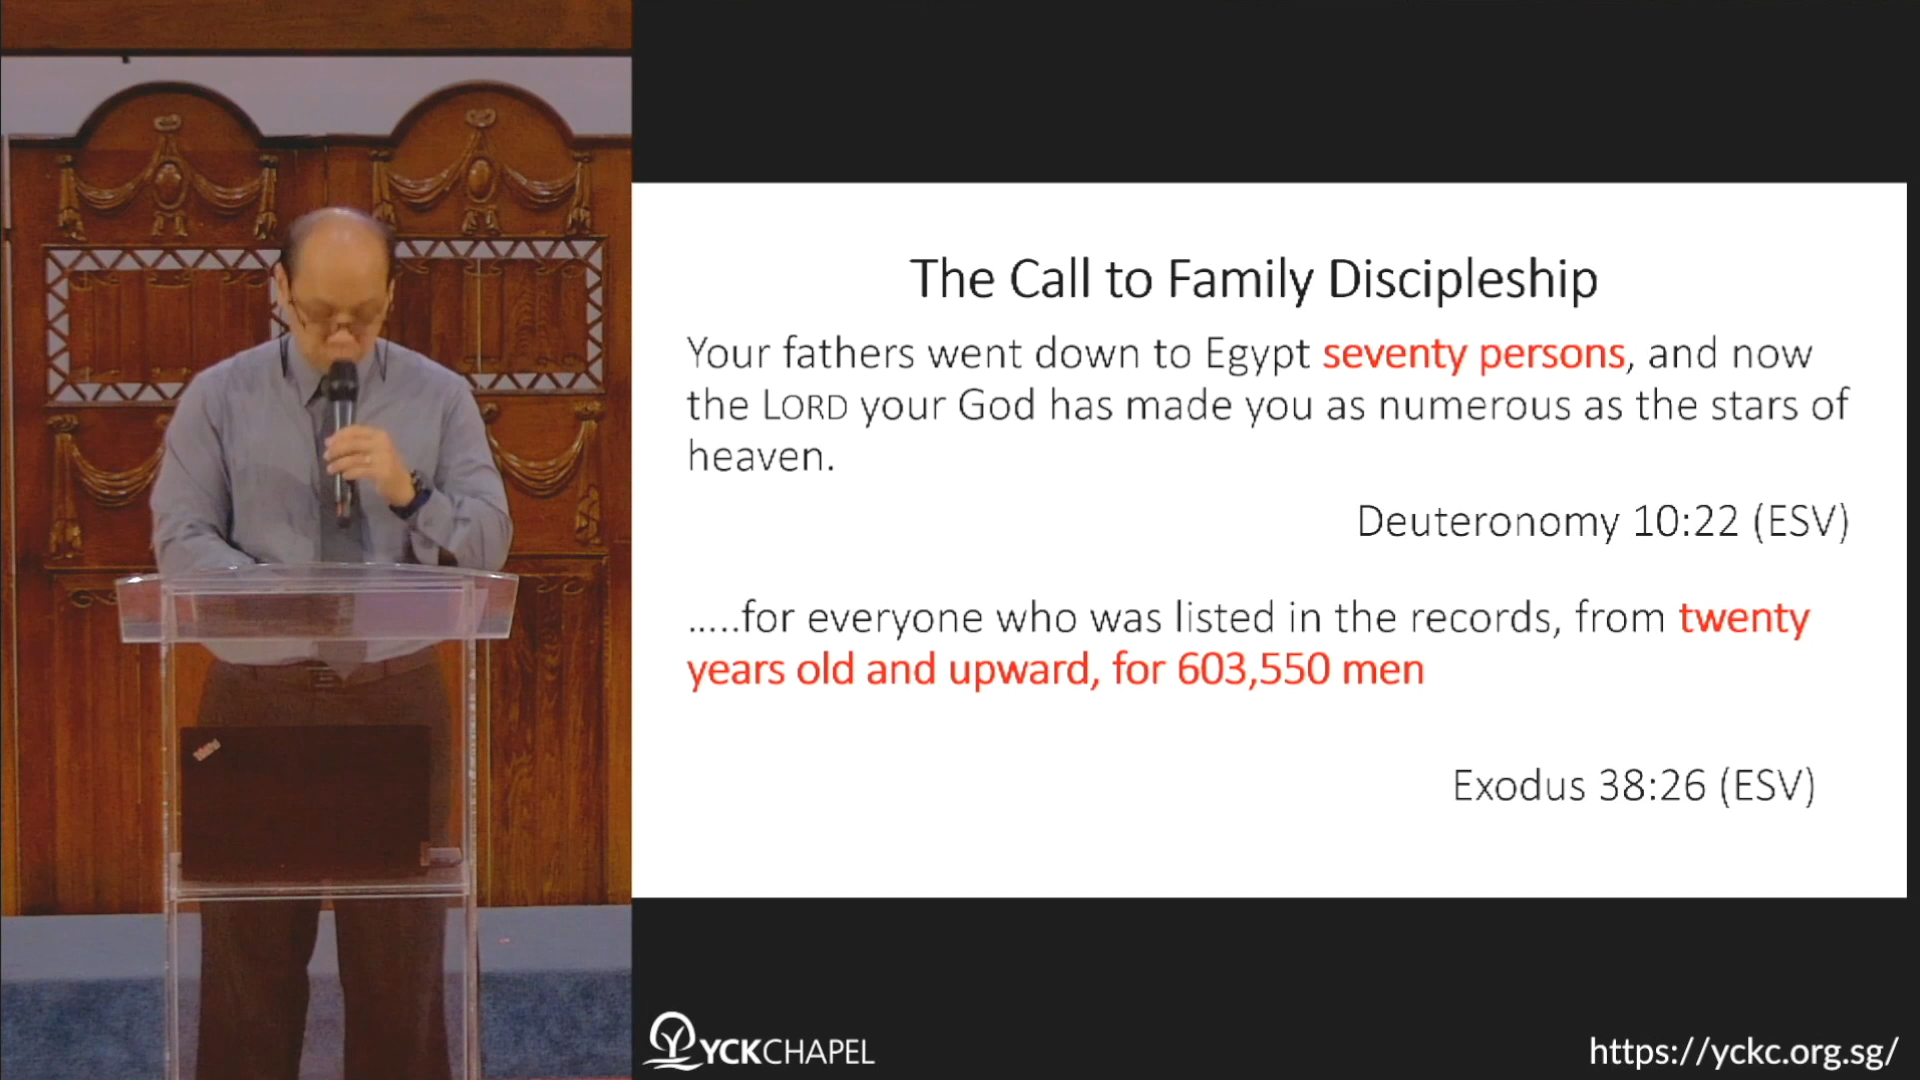 The Call to Family Discipleship
Your fathers went down to Egypt seventy persons, and now
the LORD your God has made you as numerous as the stars of
heaven.
Deuteronomy 10:22 (ESV)
.....for everyone who was listed in the records, from twenty
years old and upward, for 603,550 men
Exodus 38:26 (ESV)
YCKCHAPEL
https://yckc.org.sg/